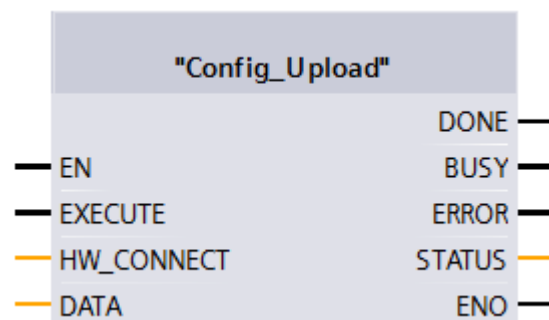 "Config_Upload"
DONE
EN BUSY
EXECUTE ERROR
HW_CONNECT STATUS
DATA ENO